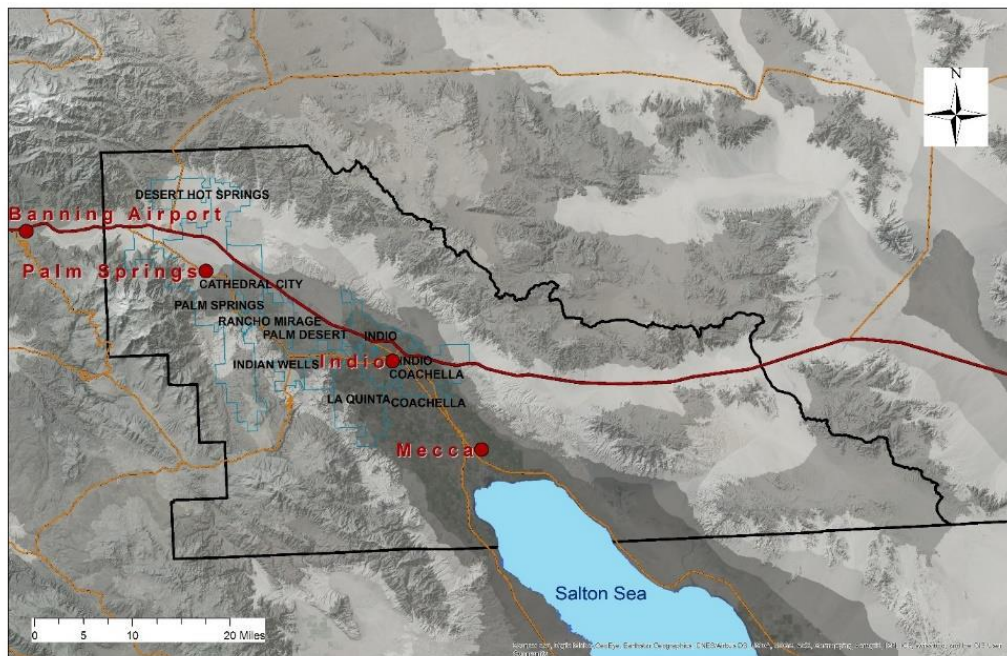 N
DESERT HOT SPRINGS
Banning Airport
Palm Springs
CATHEDRAL CITY
PALM SPRINGS
RANCHO MIRAGE
PALM DESERT
INDIO
Indio
INDIO
INDIAN WELLS
COACHELLA
LA QUINTA
COACHELLA
Mecca
Salton Sea
0 5 10 20 Miles